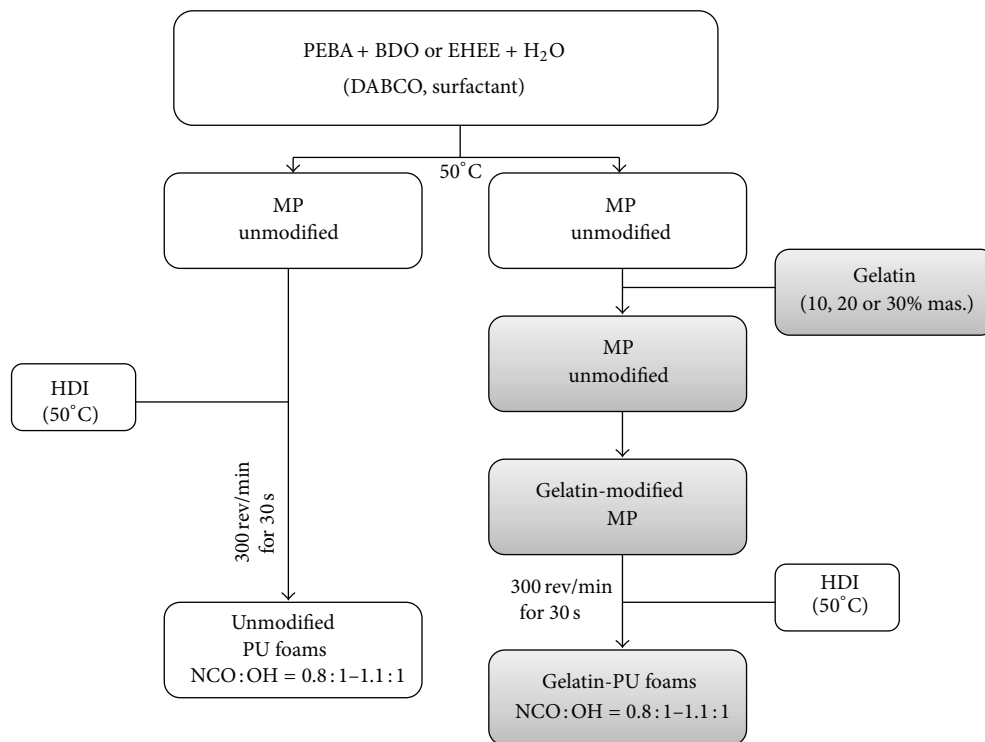 PEBA + BDO or EHEE + H₂O
(DABCO, surfactant)
50°C
MP
unmodified
MP
unmodified
Gelatin
(10, 20 or 30% mas.)
MP
unmodified
HDI
(50°C)
300 rev/min
for 30 s
Gelatin-modified
MP
300 rev/min
for 30 s
HDI
(50°C)
Unmodified
PU foams
NCO:OH = 0.8:1–1.1:1
Gelatin-PU foams
NCO:OH = 0.8:1–1.1:1